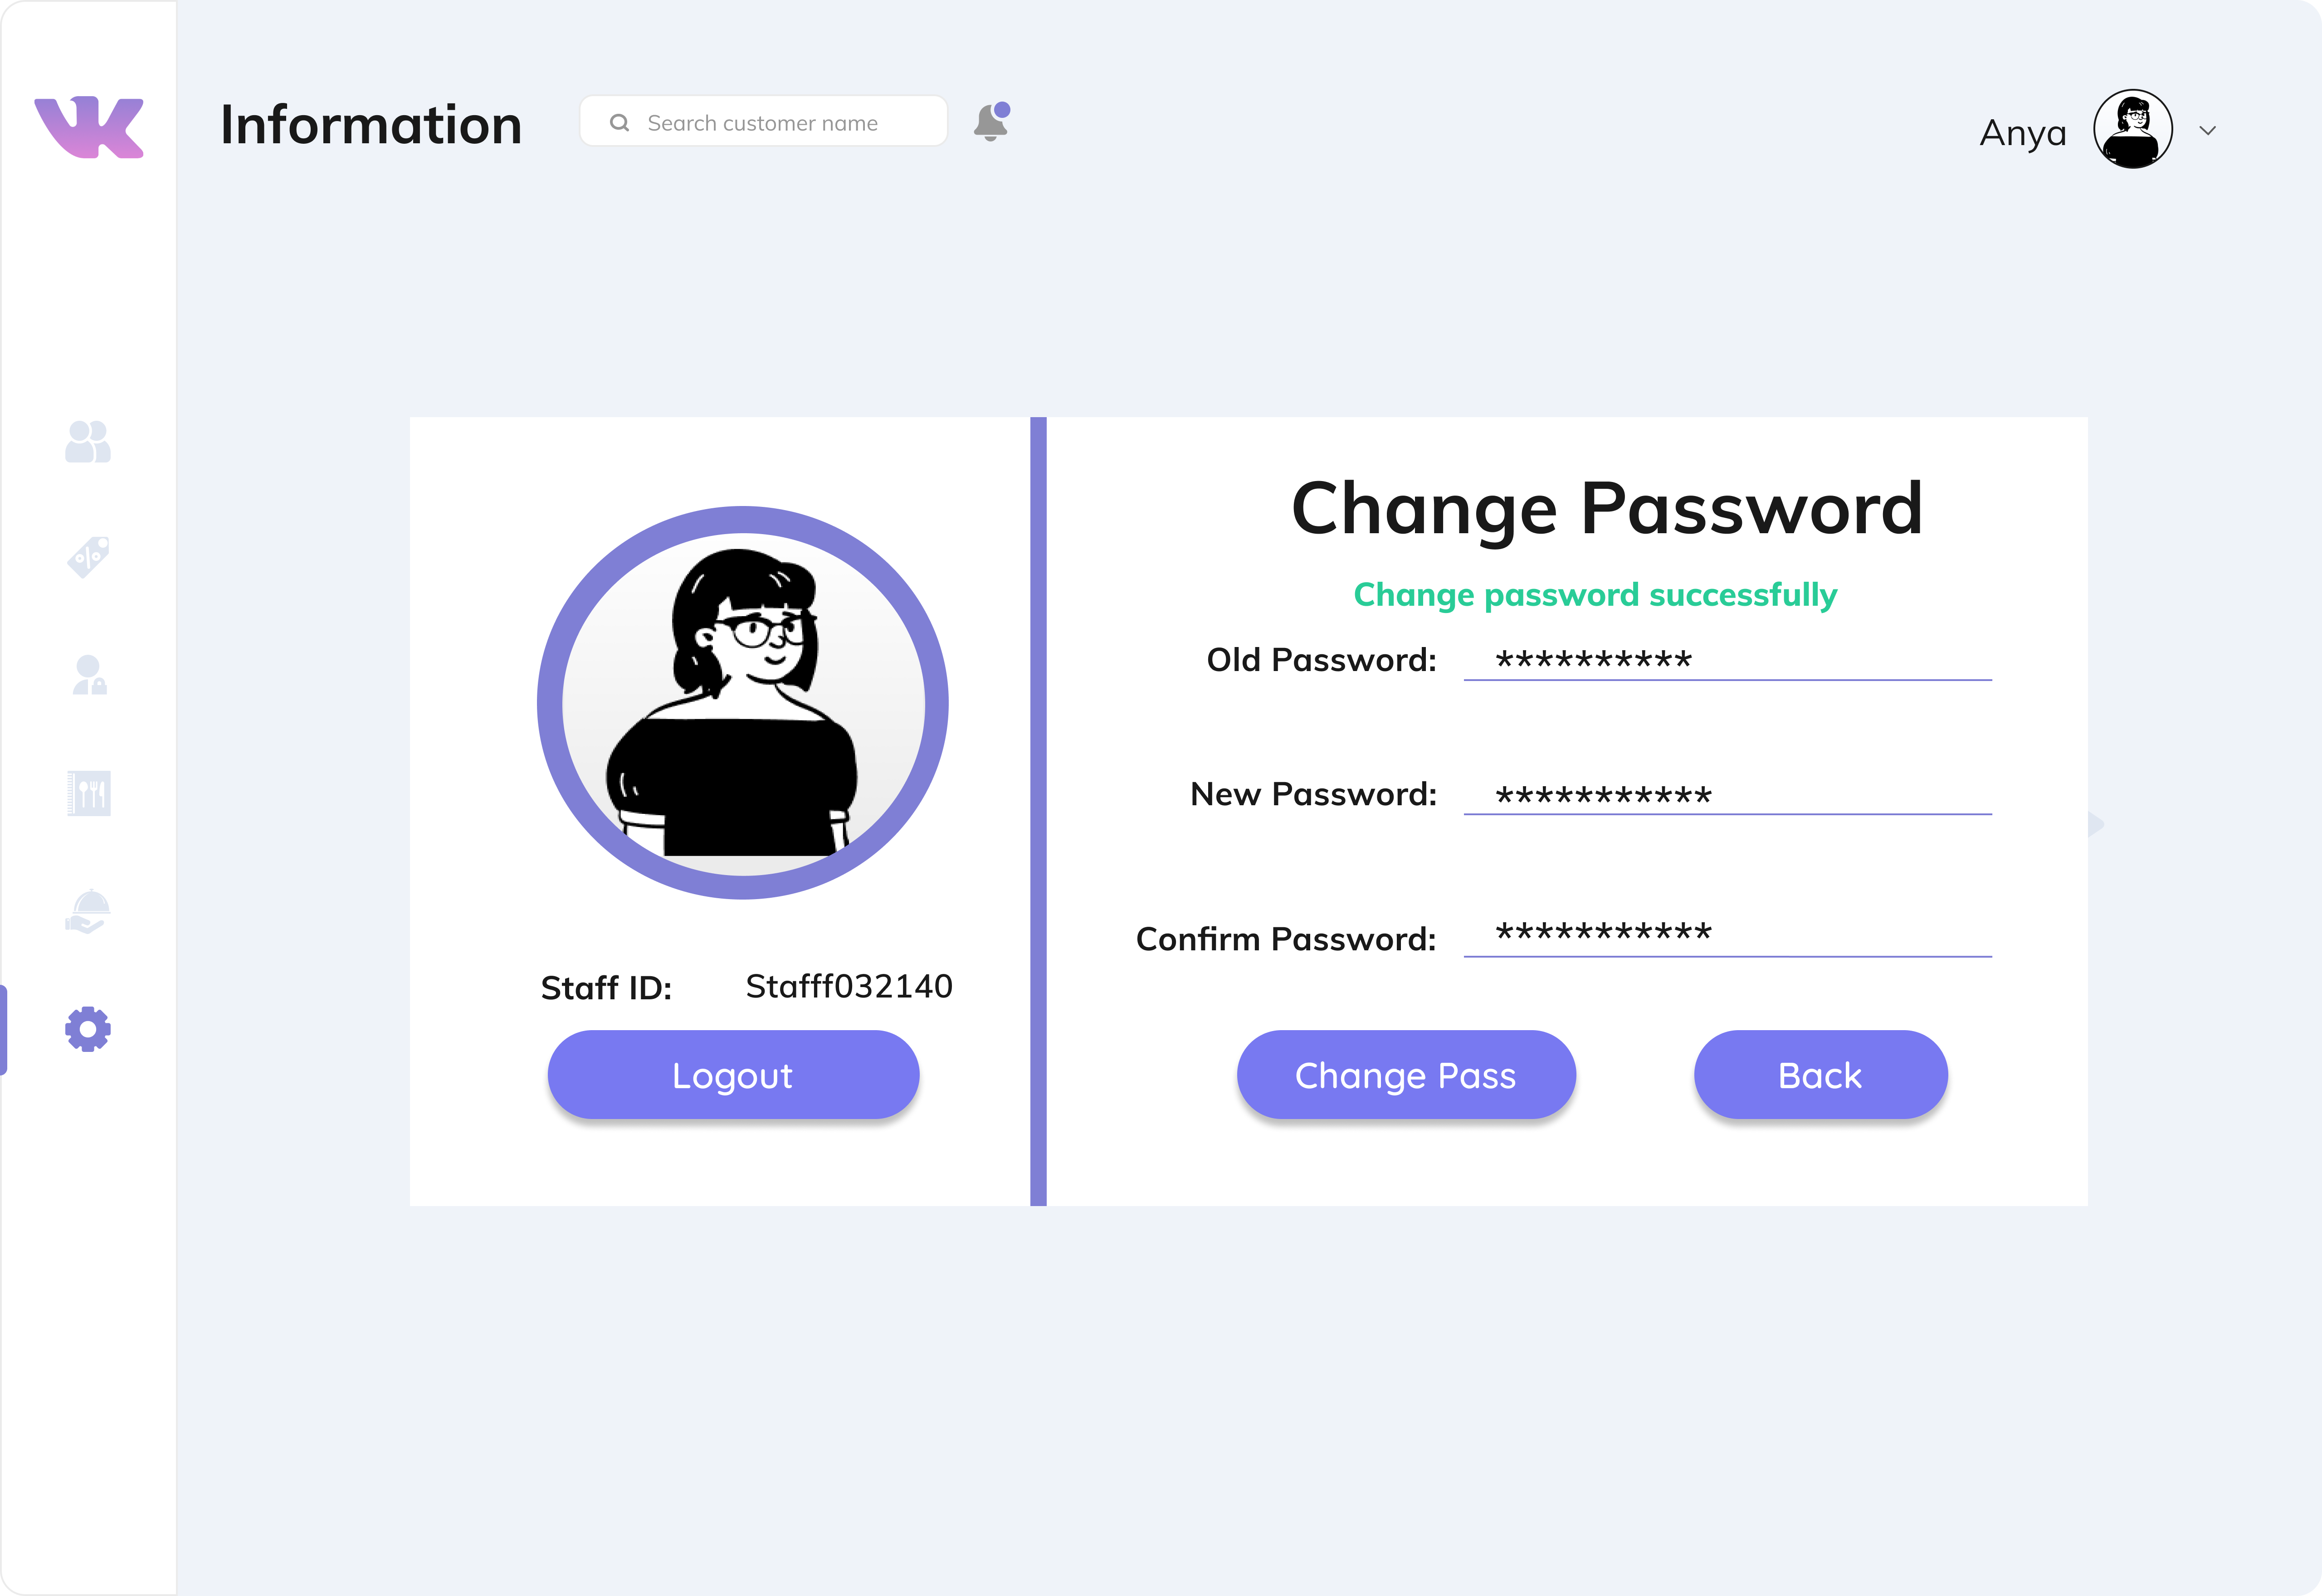 Information
Search customer name
Anya
Change Password
Change password successfully
Old Password: **********
New Password: ***********
Confirm Password: ***********
Staff ID: Stafff032140
Logout
Change Pass
Back